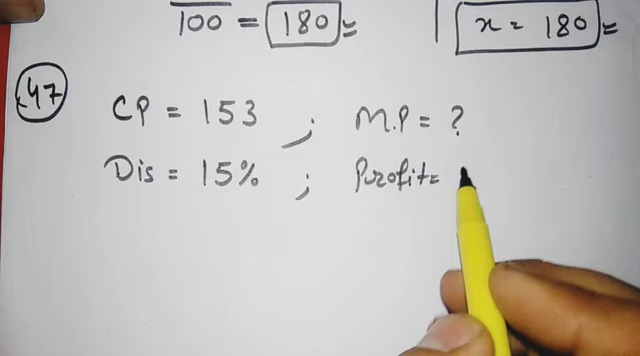 100 = 180
x = 180
47
CP = 153 ; M.P = ?
Dis = 15% ; Profit =